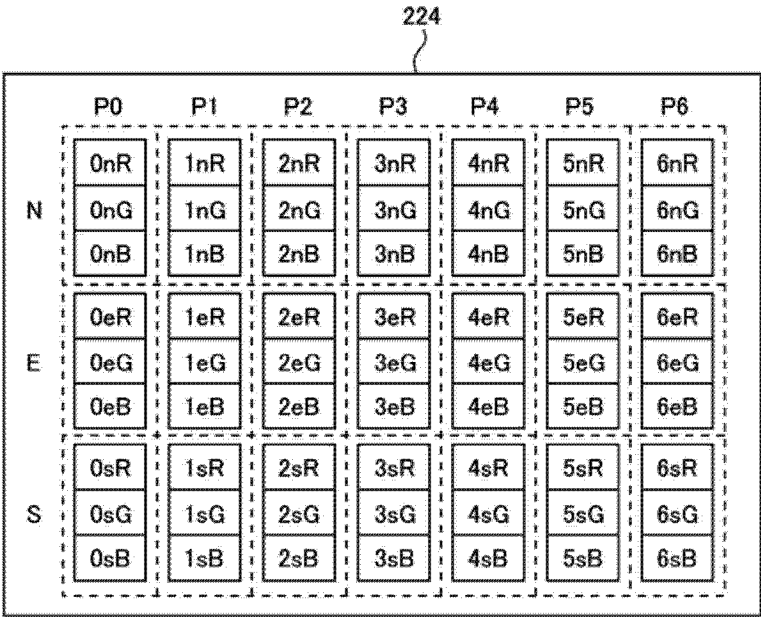 224
P0 P1 P2 P3 P4 P5 P6
0nR 1nR 2nR 3nR 4nR 5nR 6nR
N 0nG 1nG 2nG 3nG 4nG 5nG 6nG
0nB 1nB 2nB 3nB 4nB 5nB 6nB
0eR 1eR 2eR 3eR 4eR 5eR 6eR
E 0eG 1eG 2eG 3eG 4eG 5eG 6eG
0eB 1eB 2eB 3eB 4eB 5eB 6eB
0sR 1sR 2sR 3sR 4sR 5sR 6sR
S 0sG 1sG 2sG 3sG 4sG 5sG 6sG
0sB 1sB 2sB 3sB 4sB 5sB 6sB